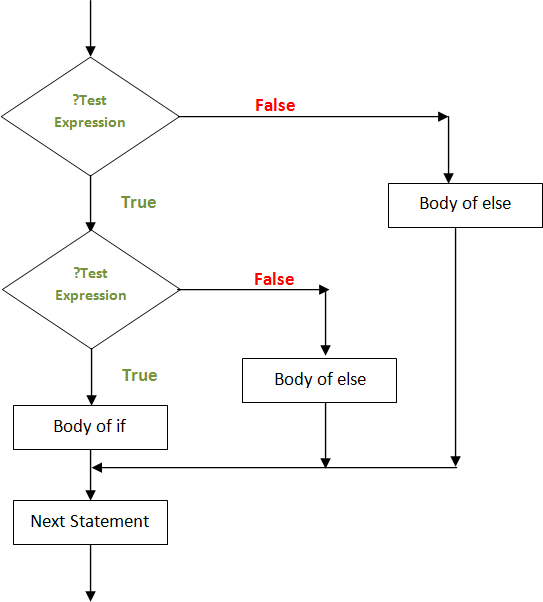 ?Test
Expression
False
True
Body of else
?Test
Expression
False
True
Body of else
Body of if
Next Statement